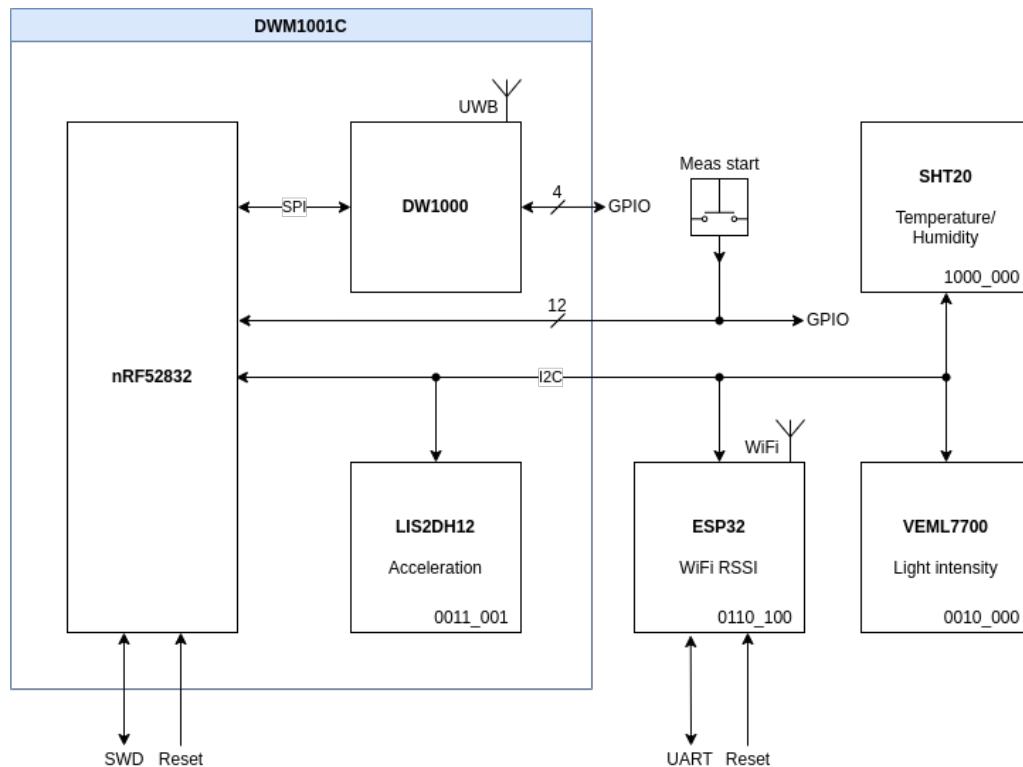 DWM1001C
UWB
Meas start
SPI
DW1000
4
GPIO
SHT20
Temperature/
Humidity
1000_000
12
GPIO
nRF52832
I2C
WiFi
LIS2DH12
Acceleration
0011_001
ESP32
WiFi RSSI
0110_100
VEML7700
Light intensity
0010_000
SWD
Reset
UART
Reset